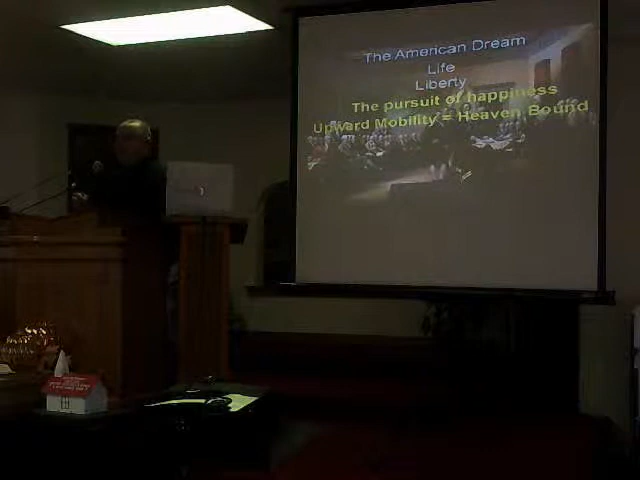 The American Dream
Life
Liberty
The pursuit of happiness
Upward Mobility = Heaven Bound